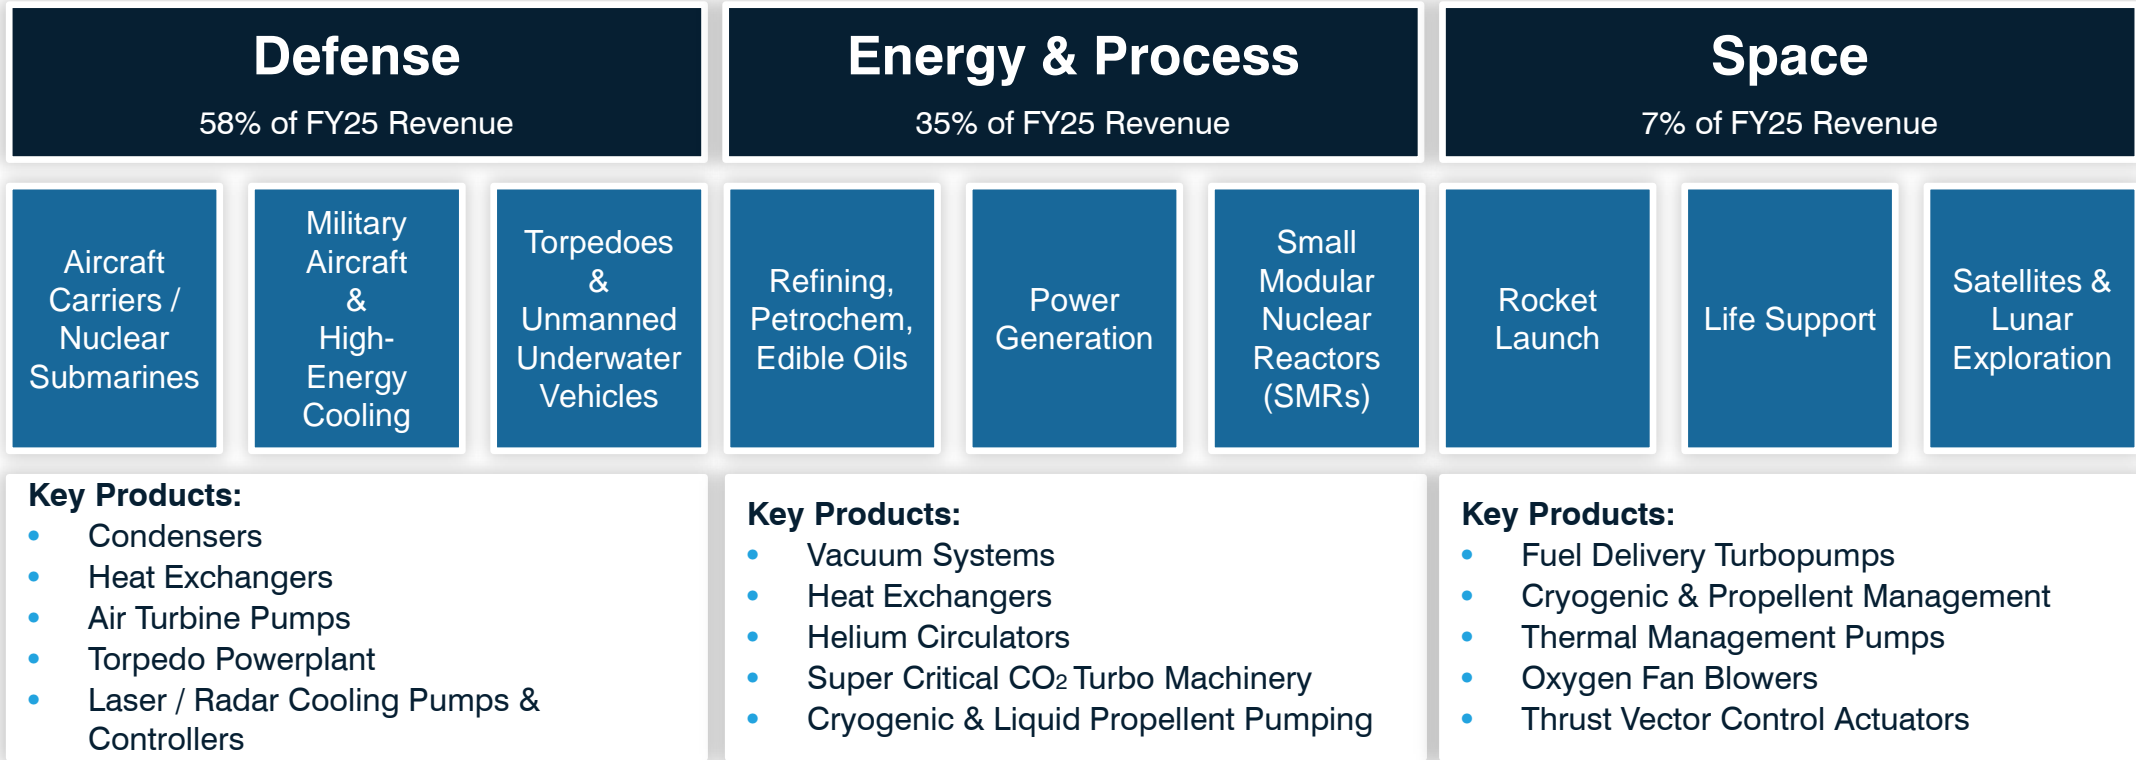 Defense
58% of FY25 Revenue
Energy & Process
35% of FY25 Revenue
Space
7% of FY25 Revenue
Aircraft
Carriers /
Nuclear
Submarines
Military
Aircraft
&
High-
Energy
Cooling
Torpedoes
&
Unmanned
Underwater
Vehicles
Refining,
Petrochem,
Edible Oils
Power
Generation
Small
Modular
Nuclear
Reactors
(SMRs)
Rocket
Launch
Life Support
Satellites &
Lunar
Exploration
Key Products:
• Condensers
• Heat Exchangers
• Air Turbine Pumps
• Torpedo Powerplant
• Laser / Radar Cooling Pumps &
Controllers
Key Products:
• Vacuum Systems
• Heat Exchangers
• Helium Circulators
• Super Critical CO2 Turbo Machinery
• Cryogenic & Liquid Propellent Pumping
Key Products:
• Fuel Delivery Turbopumps
• Cryogenic & Propellent Management
• Thermal Management Pumps
• Oxygen Fan Blowers
• Thrust Vector Control Actuators